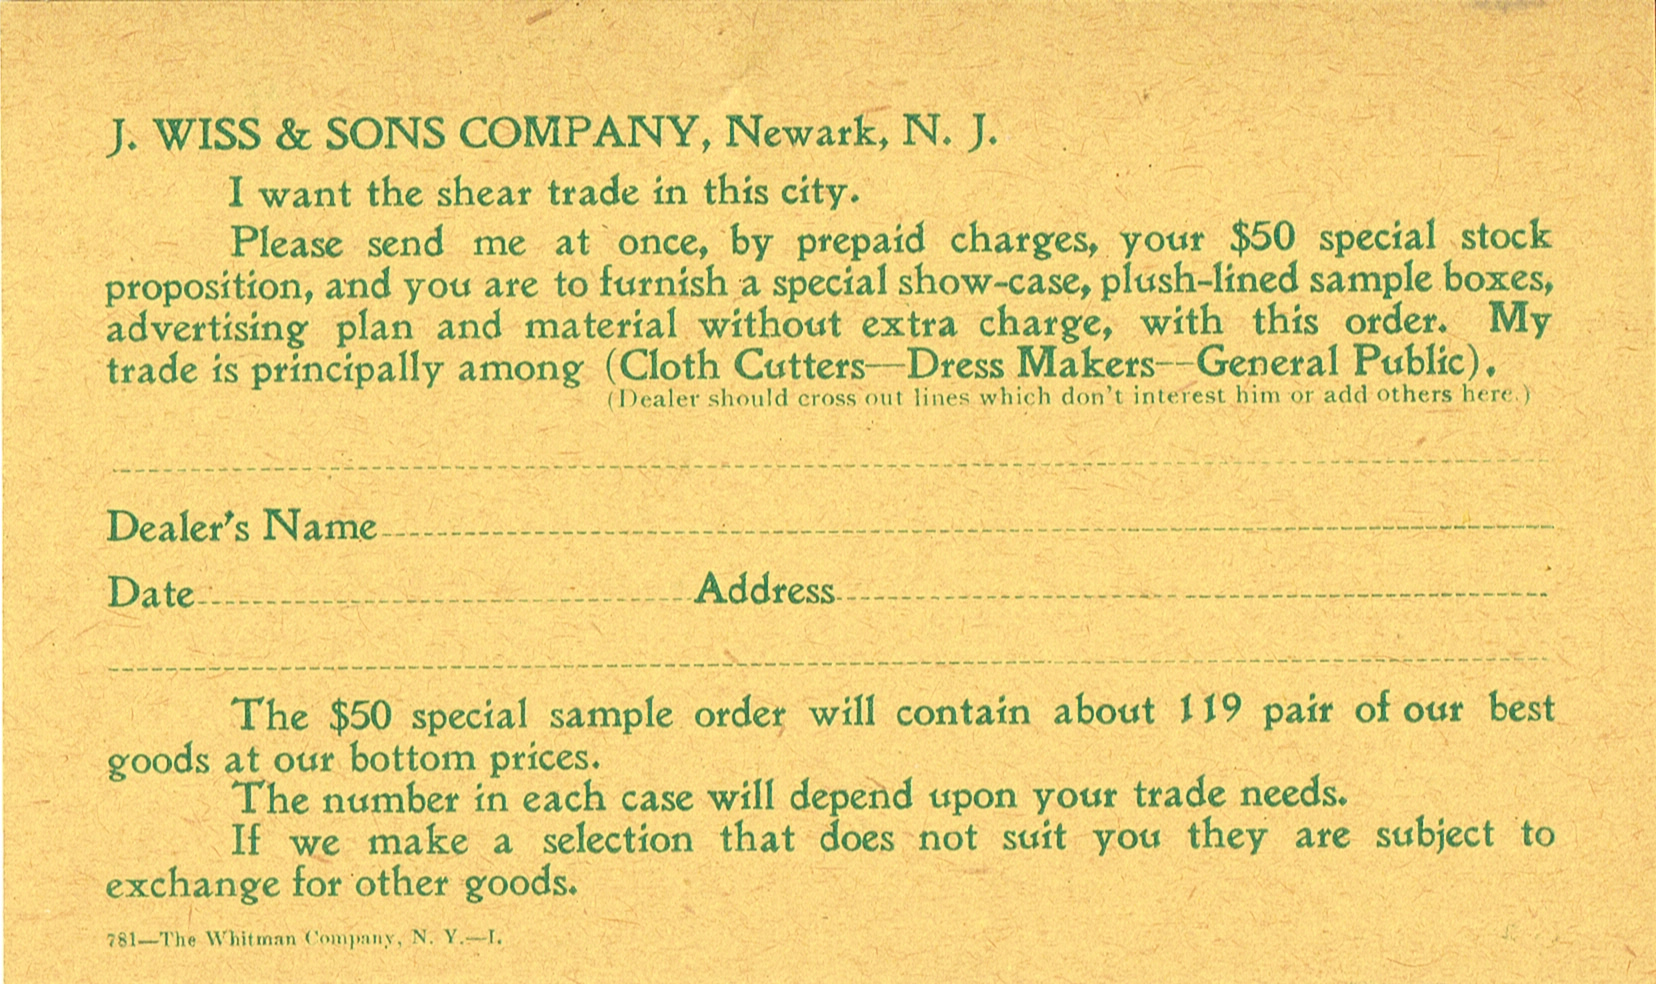 J. WISS & SONS COMPANY, Newark, N. J.
I want the shear trade in this city.
Please send me at once, by prepaid charges, your $50 special stock
proposition, and you are to furnish a special show-case, plush-lined sample boxes,
advertising plan and material without extra charge, with this order. My
trade is principally among (Cloth Cutters—Dress Makers—General Public).
(Dealer should cross out lines which don't interest him or add others here.)
Dealer's Name
Date Address
The $50 special sample order will contain about 119 pair of our best
goods at our bottom prices.
The number in each case will depend upon your trade needs.
If we make a selection that does not suit you they are subject to
exchange for other goods.
781—The Whitman Company, N. Y.—I.